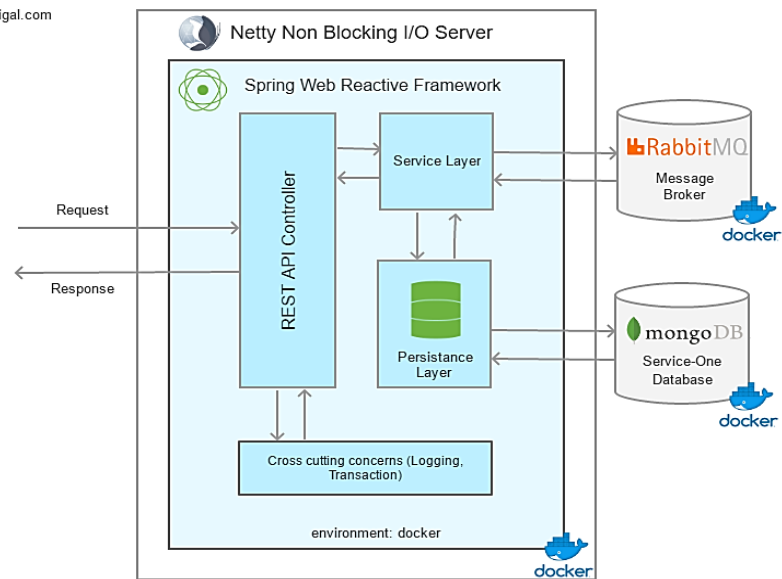 igal.com
Netty Non Blocking I/O Server
Spring Web Reactive Framework
Request
Response
REST API Controller
Service Layer
Persistance
Layer
Cross cutting concerns (Logging,
Transaction)
environment: docker
docker
RabbitMQ
Message
Broker
docker
mongoDB
Service-One
Database
docker